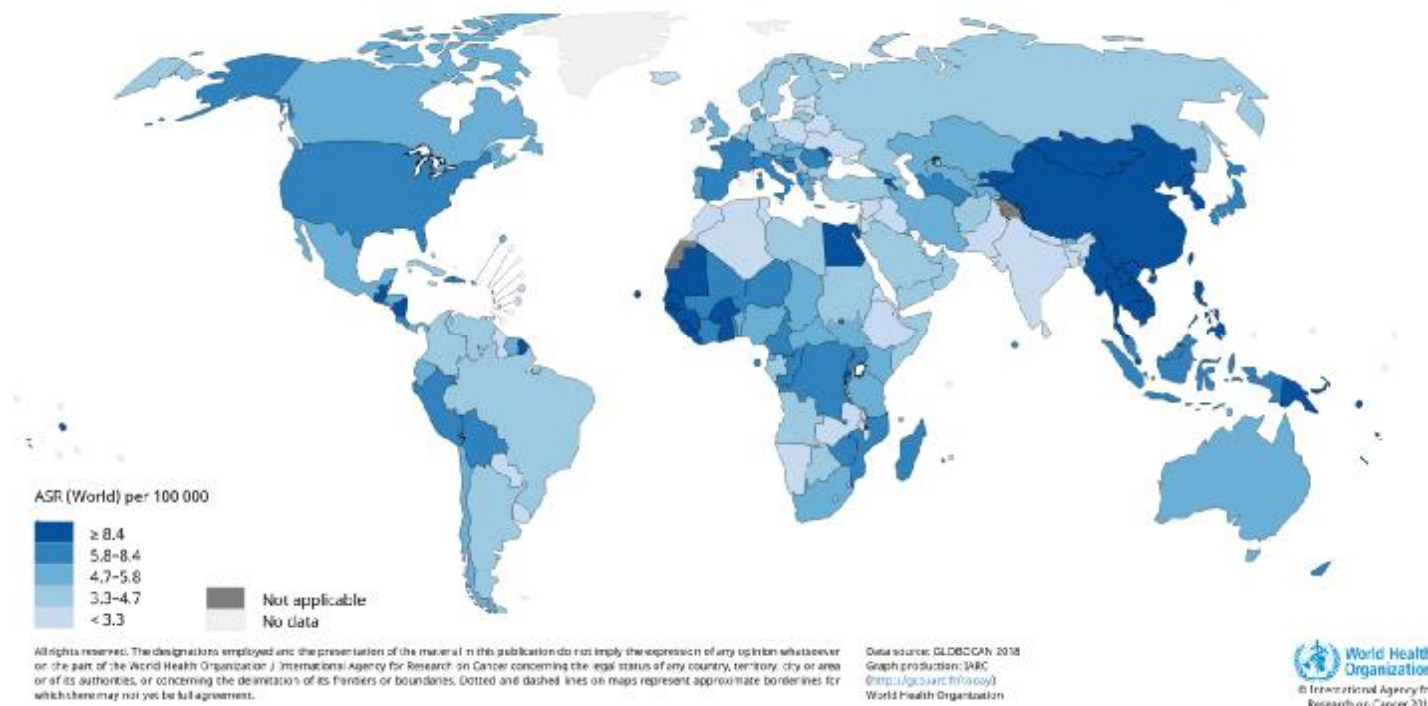 ASR (World) per 100 000
≥ 8.4
5.8–8.4
4.7–5.8
3.3–4.7
< 3.3
Not applicable
No data
All rights reserved. The designations employed and the presentation of the material in this publication do not imply the expression of any opinion whatsoever
on the part of the World Health Organization / International Agency for Research on Cancer concerning the legal status of any country, territory, city or area
or of its authorities, or concerning the delimitation of its frontiers or boundaries. Dotted and dashed lines on maps represent approximate borderlines for
which there may not yet be full agreement.
Data source: GLOBOCAN 2018
Graph production: IARC
(http://gco.iarc.fr/today)
World Health Organization
World Health
Organization
© International Agency for
Research on Cancer 201